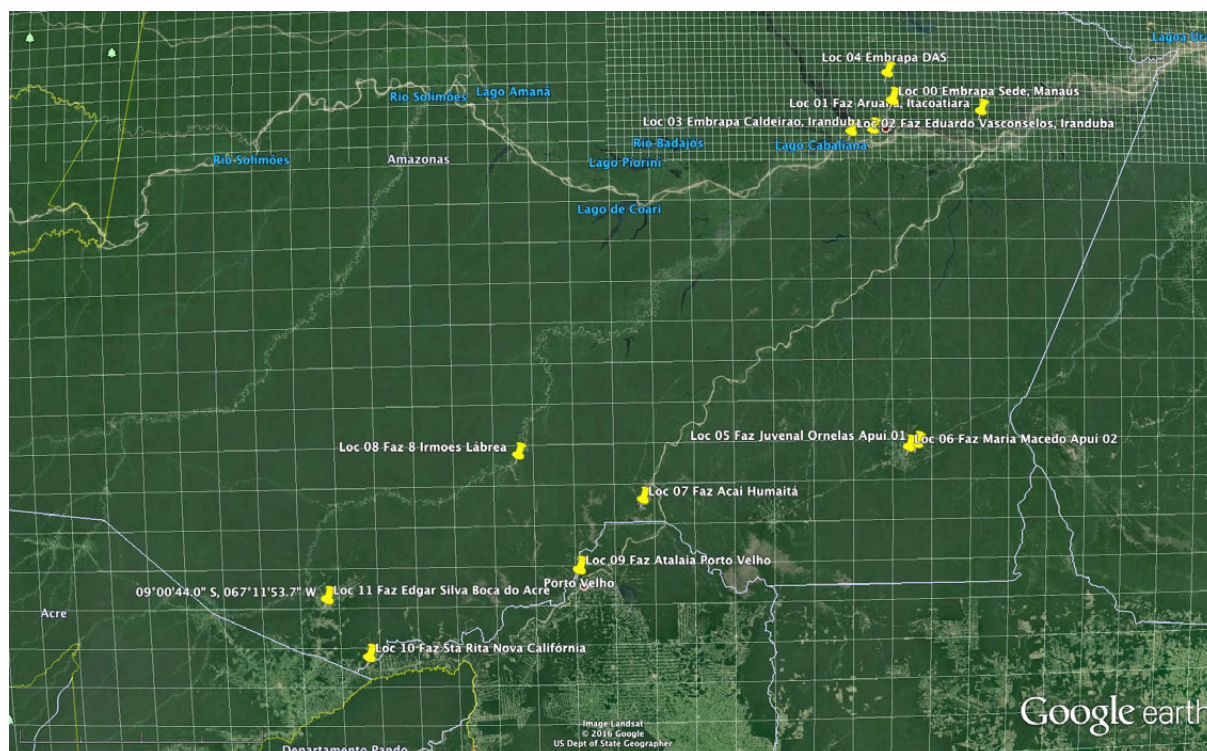 Lagoa Ura
Loc 04 Embrapa DAS
Rio Solimões
Lago Amanã
Loc 00 Embrapa Sede, Manaus
Loc 01 Faz Aruanã, Itacoatiara
Loc 03 Embrapa Caldeirao, Irandub
Loc 02 Faz Eduardo Vasconselos, Iranduba
Rio Badajós
Lago Cabaliana
Rio Solimões
Amazonas
Lago Piorini
Lago de Coari
Loc 05 Faz Juvenal Ornelas Apui 01
Loc 06 Faz Maria Macedo Apui 02
Loc 08 Faz 8 Irmoes Lábrea
Loc 07 Faz Acai Humaitá
Loc 09 Faz Atalaia Porto Velho
Porto Velho
09°00'44.0" S, 067°11'53.7" W
Loc 11 Faz Edgar Silva Boca do Acre
Acre
Loc 10 Faz Sta Rita Nova Califórnia
Google earth
Image Landsat
© 2016 Google
US Dept of State Geographer
Departamento Pando